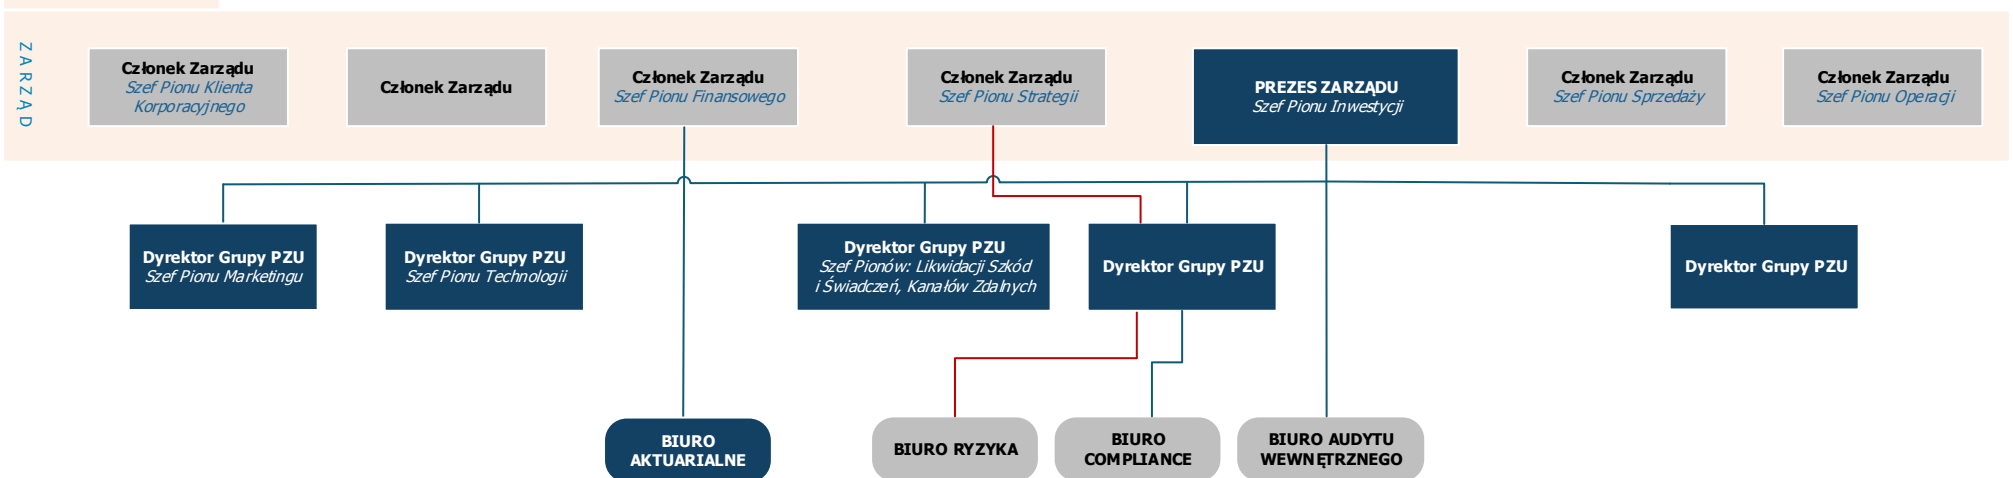 ZARZĄD
Członek Zarządu
Szef Pionu Klienta
Korporacyjnego
Członek Zarządu
Członek Zarządu
Szef Pionu Finansowego
Członek Zarządu
Szef Pionu Strategii
PREZES ZARZĄDU
Szef Pionu Inwestycji
Członek Zarządu
Szef Pionu Sprzedaży
Członek Zarządu
Szef Pionu Operacji
Dyrektor Grupy PZU
Szef Pionu Marketingu
Dyrektor Grupy PZU
Szef Pionu Technologii
Dyrektor Grupy PZU
Szef Pionów: Likwidacji Szkód
i Świadczeń, Kanałów Zdalnych
Dyrektor Grupy PZU
Dyrektor Grupy PZU
BIURO
AKTUARIALNE
BIURO RYZYKA
BIURO
COMPLIANCE
BIURO AUDYTU
WEWNĘTRZNEGO